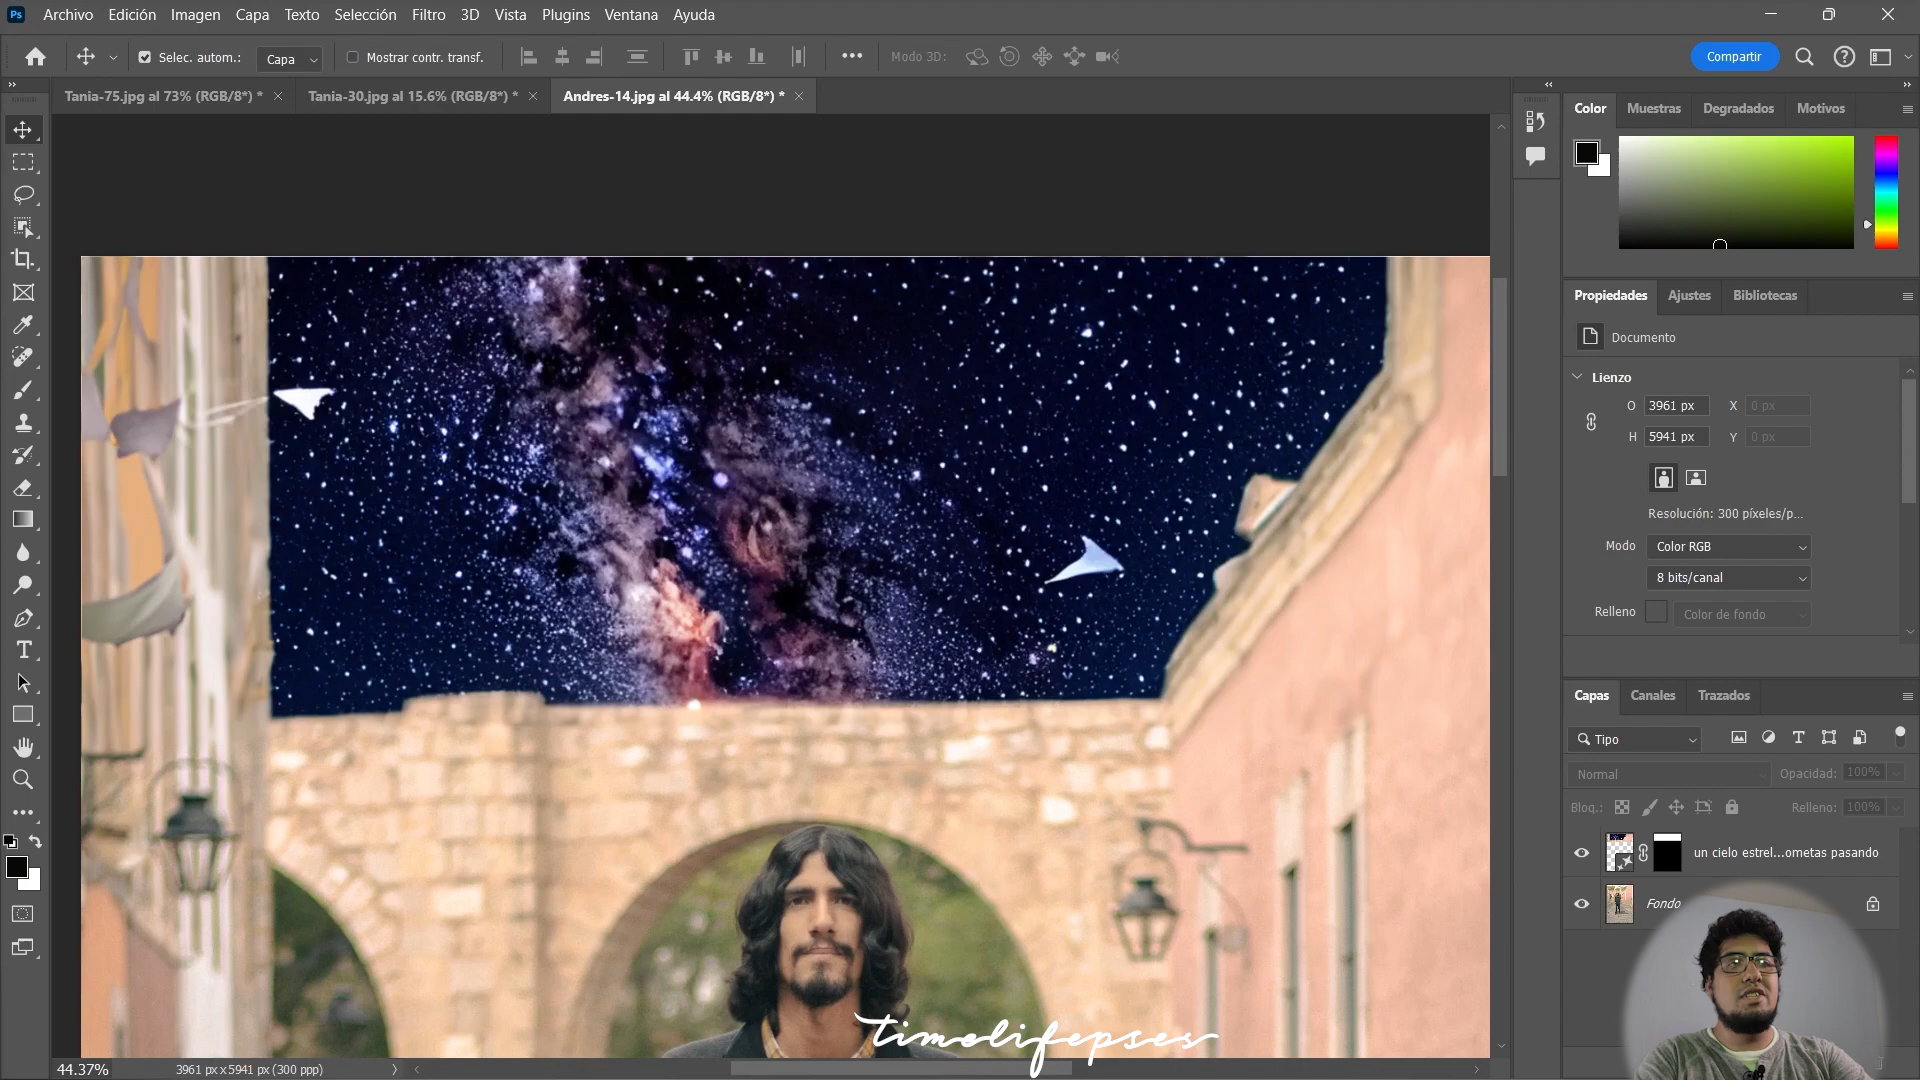 Ps Archivo Edición Imagen Capa Texto Selección Filtro 3D Vista Plugins Ventana Ayuda
Selec. autom.: Capa Mostrar contr. transf. Modo 3D: Compartir
Tania-75.jpg al 73% (RGB/8*) * Tania-30.jpg al 15.6% (RGB/8*) * Andres-14.jpg al 44.4% (RGB/8*) *
Color Muestras Degradados Motivos
Propiedades Ajustes Bibliotecas
Documento
Lienzo
O 3961 px X 0 px
H 5941 px Y 0 px
Resolución: 300 píxeles/p...
Modo Color RGB
8 bits/canal
Relleno Color de fondo
Capas Canales Trazados
Tipo
Normal Opacidad: 100%
Bloq.: Relleno: 100%
un cielo estrel...ometas pasando
Fondo
timelifepses
44.37% 3961 px x 5941 px (300 ppp)